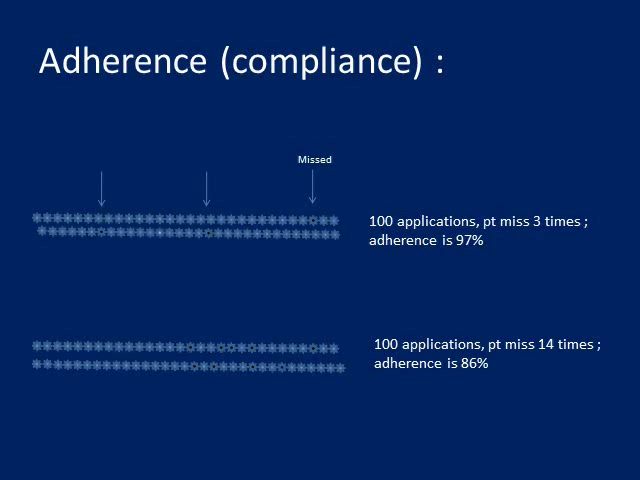 Adherence (compliance) :
Missed
100 applications, pt miss 3 times ;
adherence is 97%
100 applications, pt miss 14 times ;
adherence is 86%